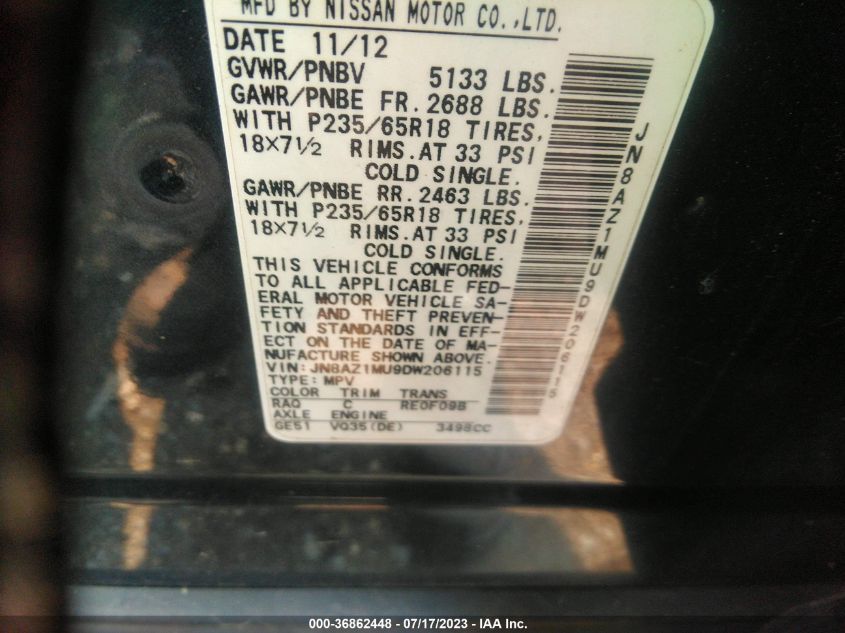 MFD BY NISSAN MOTOR CO.,LTD.
DATE 11/12
GVWR/PNBV 5133 LBS.
GAWR/PNBE FR. 2688 LBS.
WITH P235/65R18 TIRES,
18×7½ RIMS.AT 33 PSI
COLD SINGLE.
GAWR/PNBE RR. 2463 LBS.
WITH P235/65R18 TIRES,
18×7½ RIMS.AT 33 PSI
COLD SINGLE.
THIS VEHICLE CONFORMS
TO ALL APPLICABLE FED-
ERAL MOTOR VEHICLE SA-
FETY AND THEFT PREVEN-
TION STANDARDS IN EFF-
ECT ON THE DATE OF MA-
NUFACTURE SHOWN ABOVE.
VIN:JN8AZ1MU9DW206115
TYPE:MPV
COLOR TRIM TRANS
RAQ C RE0F09B
AXLE ENGINE
GE51 VQ35(DE) 3498CC
JN8AZ1MU9DW206115
000-36862448 - 07/17/2023 - IAA Inc.